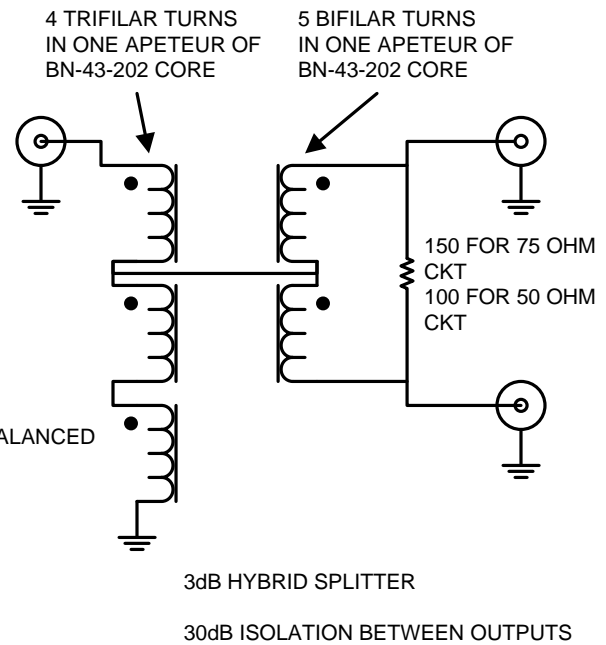 4 TRIFILAR TURNS
IN ONE APETEUR OF
BN-43-202 CORE
5 BIFILAR TURNS
IN ONE APETEUR OF
BN-43-202 CORE
150 FOR 75 OHM
CKT
100 FOR 50 OHM
CKT
ALANCED
3dB HYBRID SPLITTER
30dB ISOLATION BETWEEN OUTPUTS